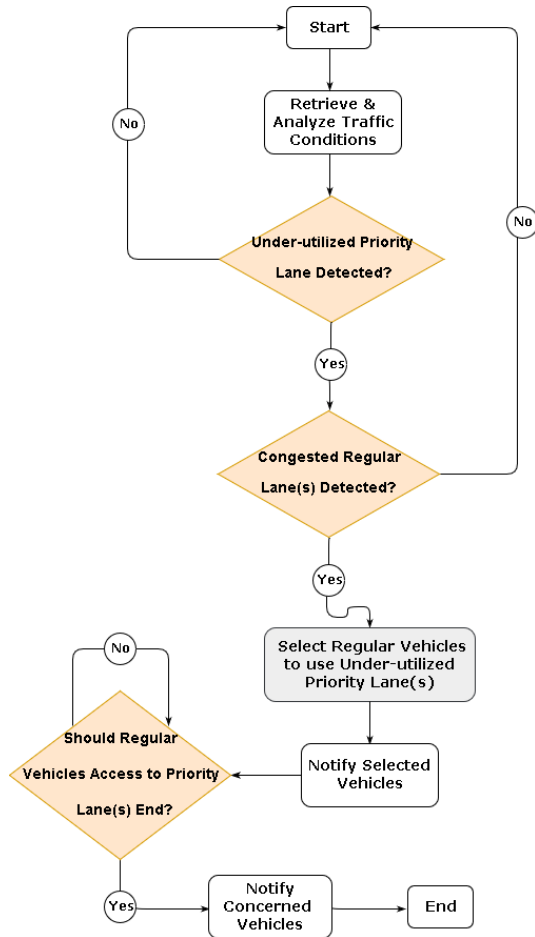 Start
Retrieve &
Analyze Traffic
Conditions
No
No
Under-utilized Priority
Lane Detected?
Yes
Congested Regular
Lane(s) Detected?
Yes
Select Regular Vehicles
to use Under-utilized
Priority Lane(s)
No
Should Regular
Vehicles Access to Priority
Lane(s) End?
Notify Selected
Vehicles
Yes
Notify
Concerned
Vehicles
End